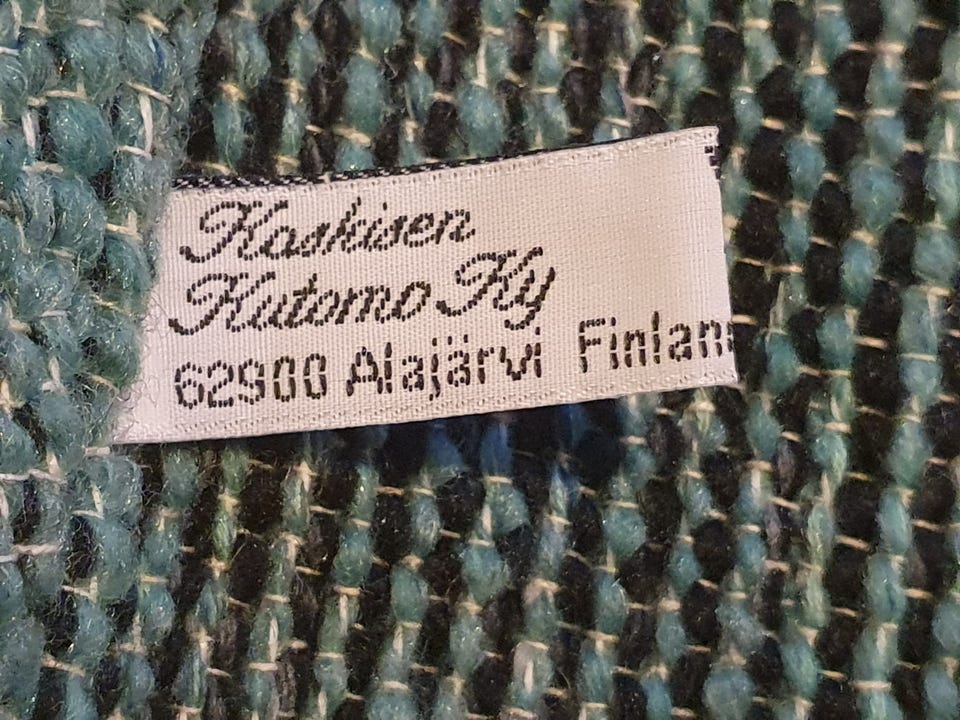 Koskisen
Kutomo Ky
62900 Alajärvi Finlan